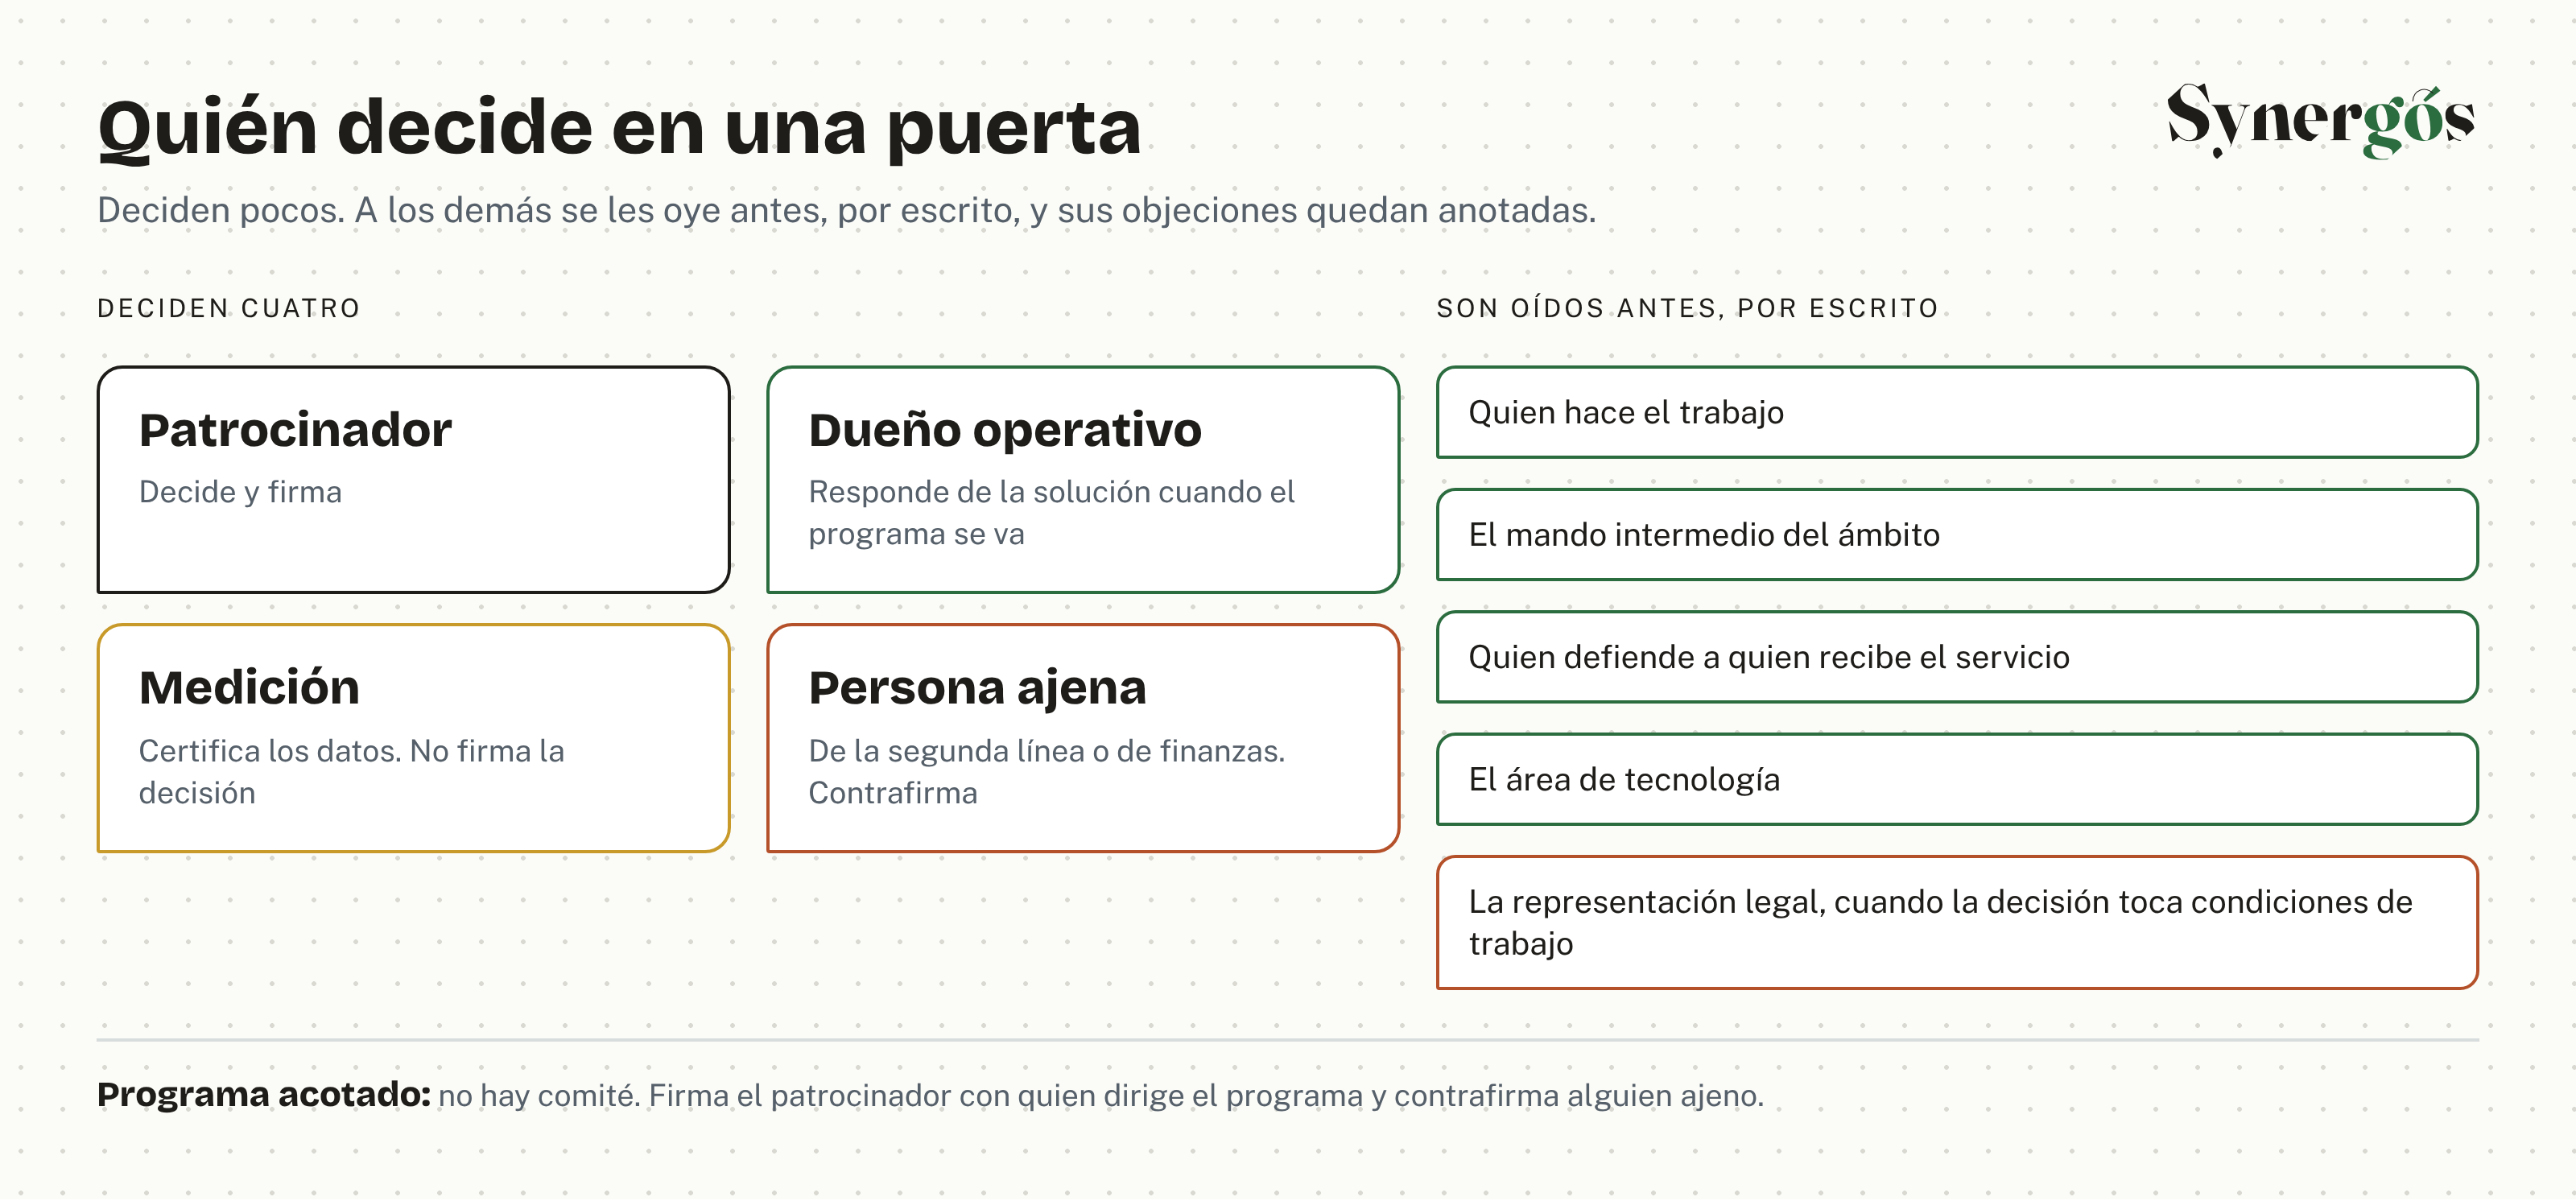 Quién decide en una puerta
Synergós
Deciden pocos. A los demás se les oye antes, por escrito, y sus objeciones quedan anotadas.
DECIDEN CUATRO
Patrocinador
Decide y firma
Dueño operativo
Responde de la solución cuando el
programa se va
Medición
Certifica los datos. No firma la
decisión
Persona ajena
De la segunda línea o de finanzas.
Contrafirma
SON OÍDOS ANTES, POR ESCRITO
Quien hace el trabajo
El mando intermedio del ámbito
Quien defiende a quien recibe el servicio
El área de tecnología
La representación legal, cuando la decisión toca condiciones de
trabajo
Programa acotado: no hay comité. Firma el patrocinador con quien dirige el programa y contrafirma alguien ajeno.